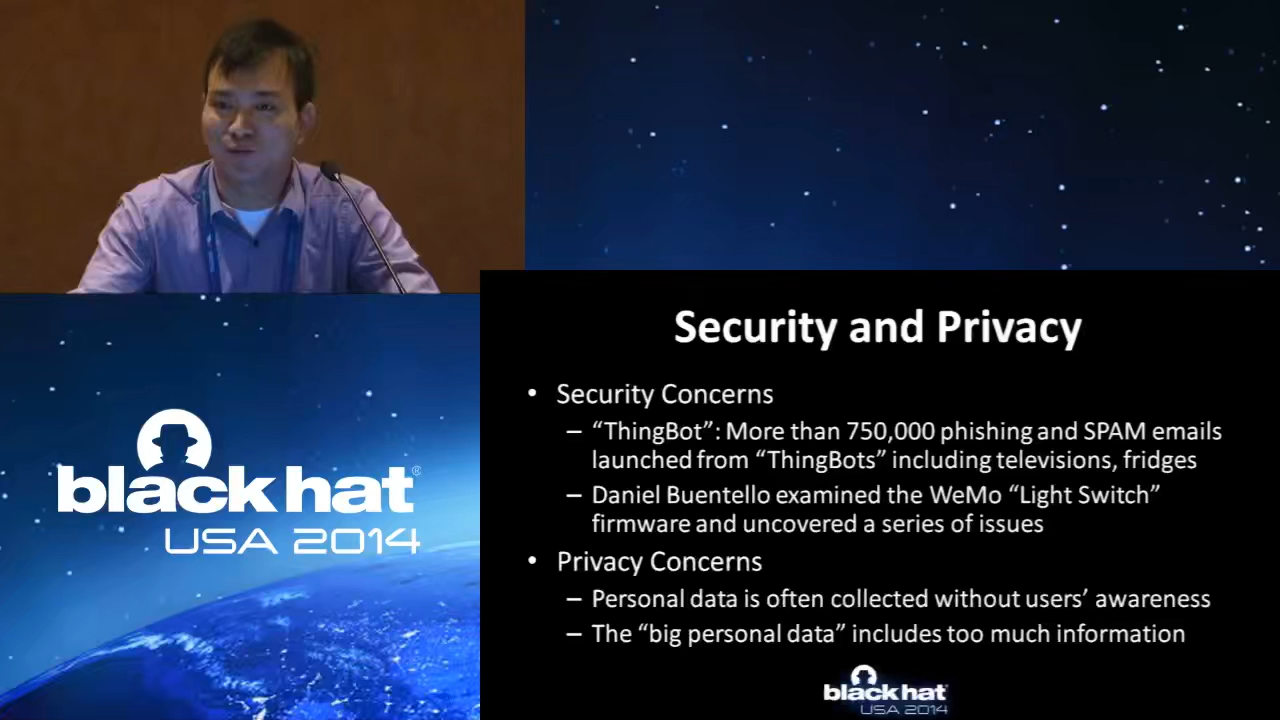 black hat®
USA 2014
Security and Privacy
• Security Concerns
– “ThingBot”: More than 750,000 phishing and SPAM emails
launched from “ThingBots” including televisions, fridges
– Daniel Buentello examined the WeMo “Light Switch”
firmware and uncovered a series of issues
• Privacy Concerns
– Personal data is often collected without users’ awareness
– The “big personal data” includes too much information
black hat
USA 2014